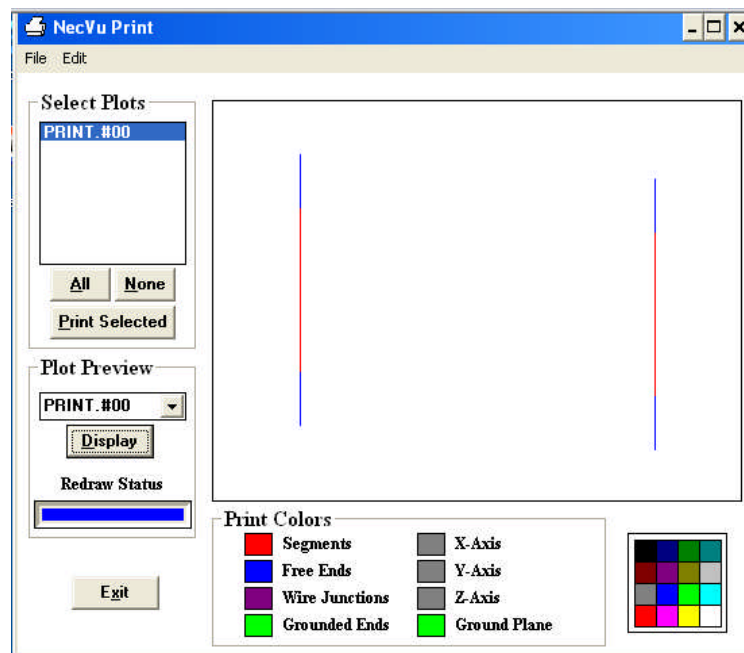 NecVu Print
File Edit
Select Plots
PRINT.#00
All None
Print Selected
Plot Preview
PRINT.#00
Display
Redraw Status
Exit
Print Colors
Segments X-Axis
Free Ends Y-Axis
Wire Junctions Z-Axis
Grounded Ends Ground Plane